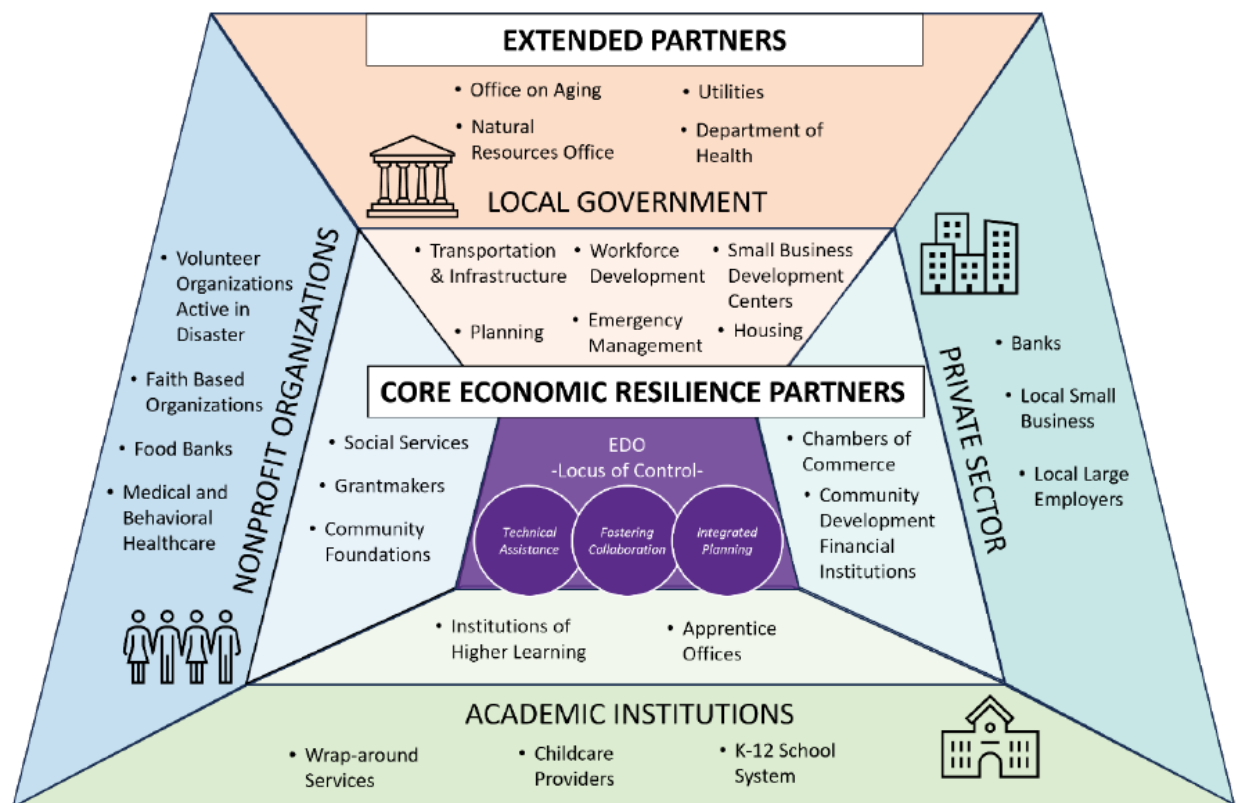 EXTENDED PARTNERS
• Office on Aging
• Utilities
• Natural
Resources Office
• Department of
Health
LOCAL GOVERNMENT
• Transportation
& Infrastructure
• Workforce
Development
• Small Business
Development
Centers
• Planning
• Emergency
Management
• Housing
NONPROFIT ORGANIZATIONS
• Volunteer
Organizations
Active in
Disaster
• Faith Based
Organizations
• Food Banks
• Medical and
Behavioral
Healthcare
CORE ECONOMIC RESILIENCE PARTNERS
• Social Services
• Grantmakers
• Community
Foundations
EDO
-Locus of Control-
Technical
Assistance
Fostering
Collaboration
Integrated
Planning
• Chambers of
Commerce
• Community
Development
Financial
Institutions
PRIVATE SECTOR
• Banks
• Local Small
Business
• Local Large
Employers
• Institutions of
Higher Learning
• Apprentice
Offices
ACADEMIC INSTITUTIONS
• Wrap-around
Services
• Childcare
Providers
• K-12 School
System